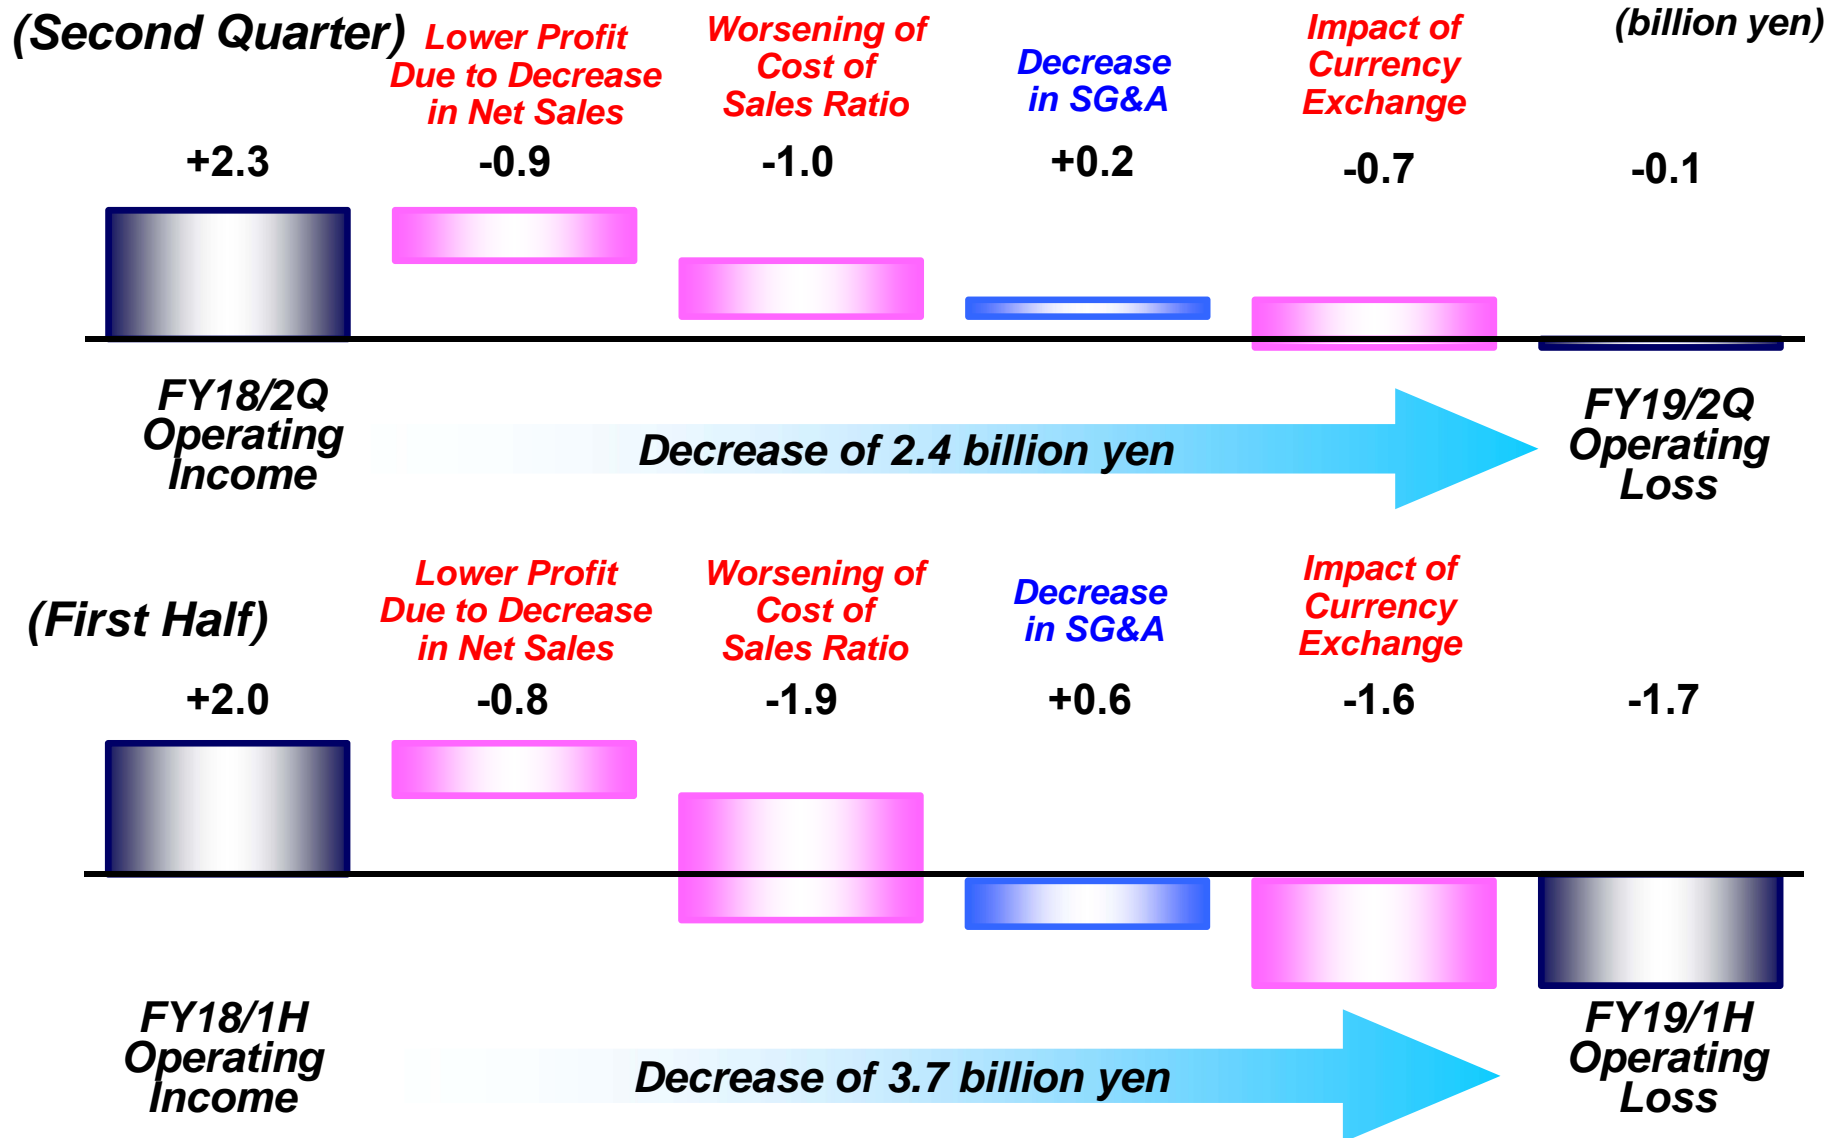 (Second Quarter)
Lower Profit
Due to Decrease
in Net Sales
Worsening of
Cost of
Sales Ratio
Decrease
in SG&A
Impact of
Currency
Exchange
(billion yen)
+2.3
-0.9
-1.0
+0.2
-0.7
-0.1
FY18/2Q
Operating
Income
Decrease of 2.4 billion yen
FY19/2Q
Operating
Loss
(First Half)
Lower Profit
Due to Decrease
in Net Sales
Worsening of
Cost of
Sales Ratio
Decrease
in SG&A
Impact of
Currency
Exchange
+2.0
-0.8
-1.9
+0.6
-1.6
-1.7
FY18/1H
Operating
Income
Decrease of 3.7 billion yen
FY19/1H
Operating
Loss